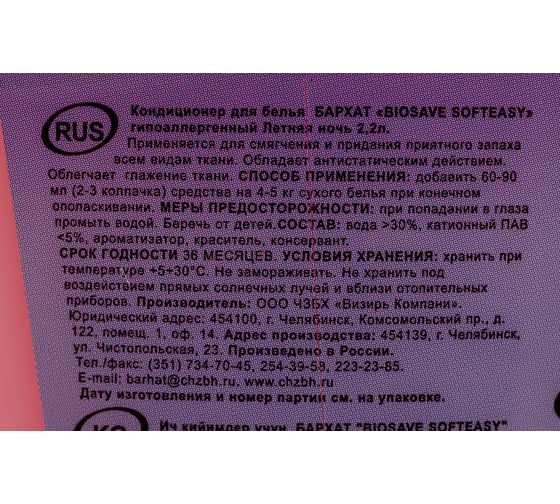 RUS
Кондиционер для белья БАРХАТ «BIOSAVE SOFTEASY»
гипоаллергенный Летняя ночь 2,2л.
Применяется для смягчения и придания приятного запаха
всем видам ткани. Обладает антистатическим действием.
Облегчает глажение ткани. СПОСОБ ПРИМЕНЕНИЯ: добавить 60-90
мл (2-3 колпачка) средства на 4-5 кг сухого белья при конечном
ополаскивании. МЕРЫ ПРЕДОСТОРОЖНОСТИ: при попадании в глаза
промыть водой. Беречь от детей.СОСТАВ: вода >30%, катионный ПАВ
<5%, ароматизатор, краситель, консервант.
СРОК ГОДНОСТИ 36 МЕСЯЦЕВ. УСЛОВИЯ ХРАНЕНИЯ: хранить при
температуре +5+30°С. Не замораживать. Не хранить под
воздействием прямых солнечных лучей и вблизи отопительных
приборов. Производитель: ООО ЧЗБХ «Визирь Компани».
Юридический адрес: 454100, г. Челябинск, Комсомольский пр., д.
122, помещ. 1, оф. 14. Адрес производства: 454139, г. Челябинск,
ул. Чистопольская, 23. Произведено в России.
Тел./факс: (351) 734-70-45, 254-39-58, 223-23-85.
E-mail: barhat@chzbh.ru, www.chzbh.ru
Дату изготовления и номер партии см. на упаковке.
KG
Ич кийимдер үчүн БАРХАТ "BIOSAVE SOFTEASY"